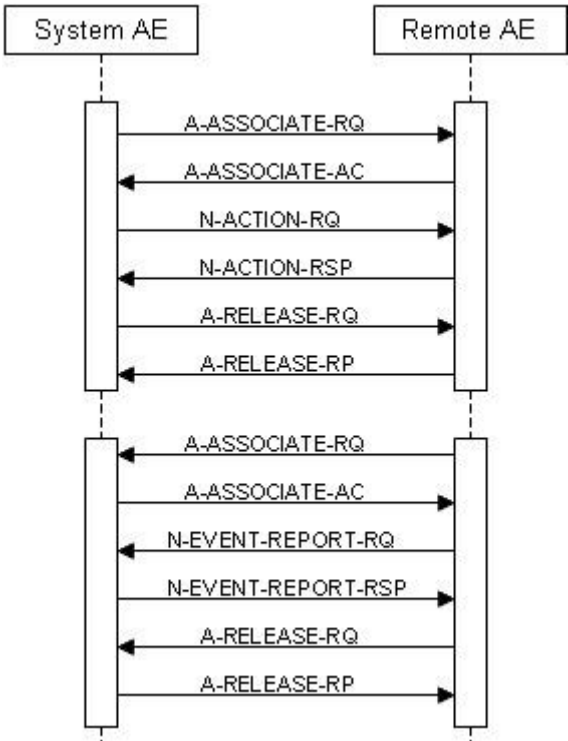 System AE
Remote AE
A-ASSOCIATE-RQ
A-ASSOCIATE-AC
N-ACTION-RQ
N-ACTION-RSP
A-RELEASE-RQ
A-RELEASE-RP
A-ASSOCIATE-RQ
A-ASSOCIATE-AC
N-EVENT-REPORT-RQ
N-EVENT-REPORT-RSP
A-RELEASE-RQ
A-RELEASE-RP